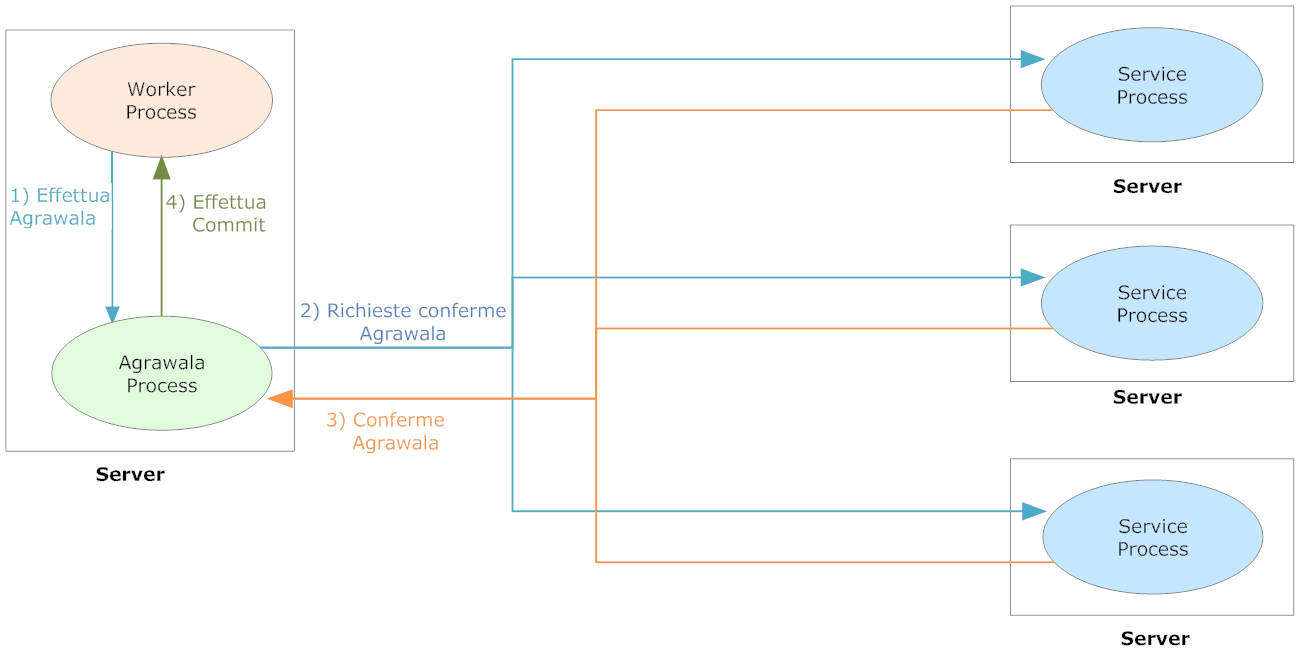 Worker
Process
1) Effettua
Agrawala
4) Effettua
Commit
Agrawala
Process
Server
2) Richieste conferme
Agrawala
3) Conferme
Agrawala
Service
Process
Server
Service
Process
Server
Service
Process
Server